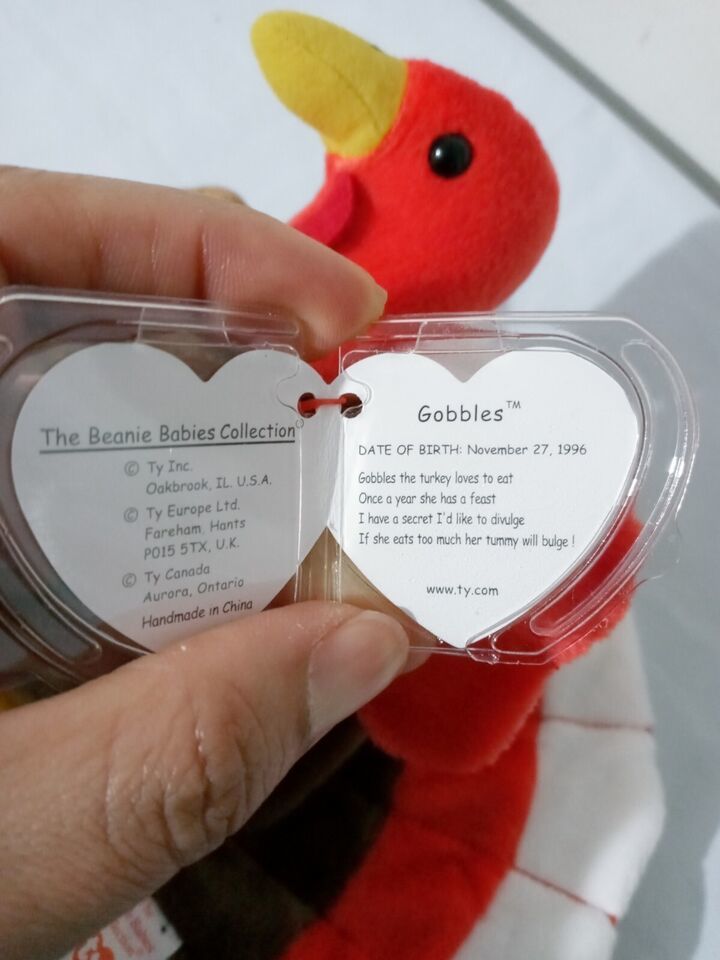 The Beanie Babies Collection®
© Ty Inc.
Oakbrook, IL. U.S.A.
© Ty Europe Ltd.
Fareham, Hants
PO15 5TX, U.K.
© Ty Canada
Aurora, Ontario
Handmade in China
Gobbles™
DATE OF BIRTH: November 27, 1996
Gobbles the turkey loves to eat
Once a year she has a feast
I have a secret I'd like to divulge
If she eats too much her tummy will bulge !
www.ty.com